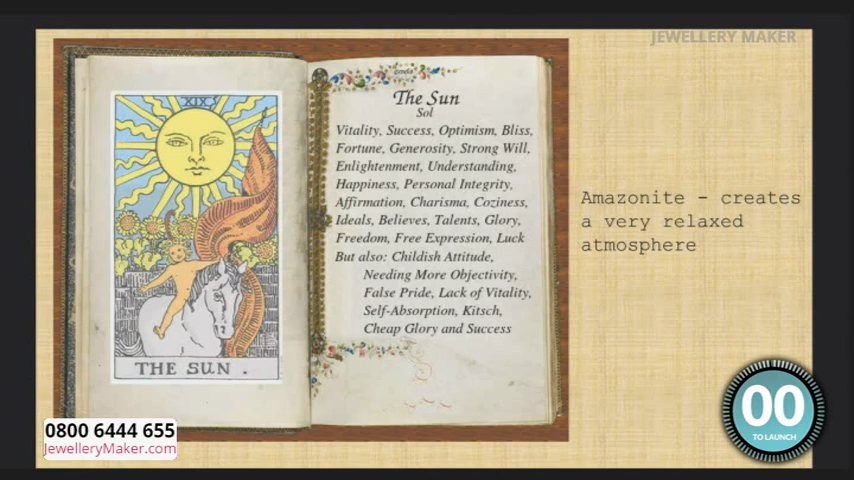 JEWELLERY MAKER
XIX
THE SUN .
The Sun
Sol
Vitality, Success, Optimism, Bliss,
Fortune, Generosity, Strong Will,
Enlightenment, Understanding,
Happiness, Personal Integrity,
Affirmation, Charisma, Coziness,
Ideals, Believes, Talents, Glory,
Freedom, Free Expression, Luck
But also: Childish Attitude,
Needing More Objectivity,
False Pride, Lack of Vitality,
Self-Absorption, Kitsch,
Cheap Glory and Success
Amazonite - creates
a very relaxed
atmosphere
0800 6444 655
JewelleryMaker.com
00
TO LAUNCH